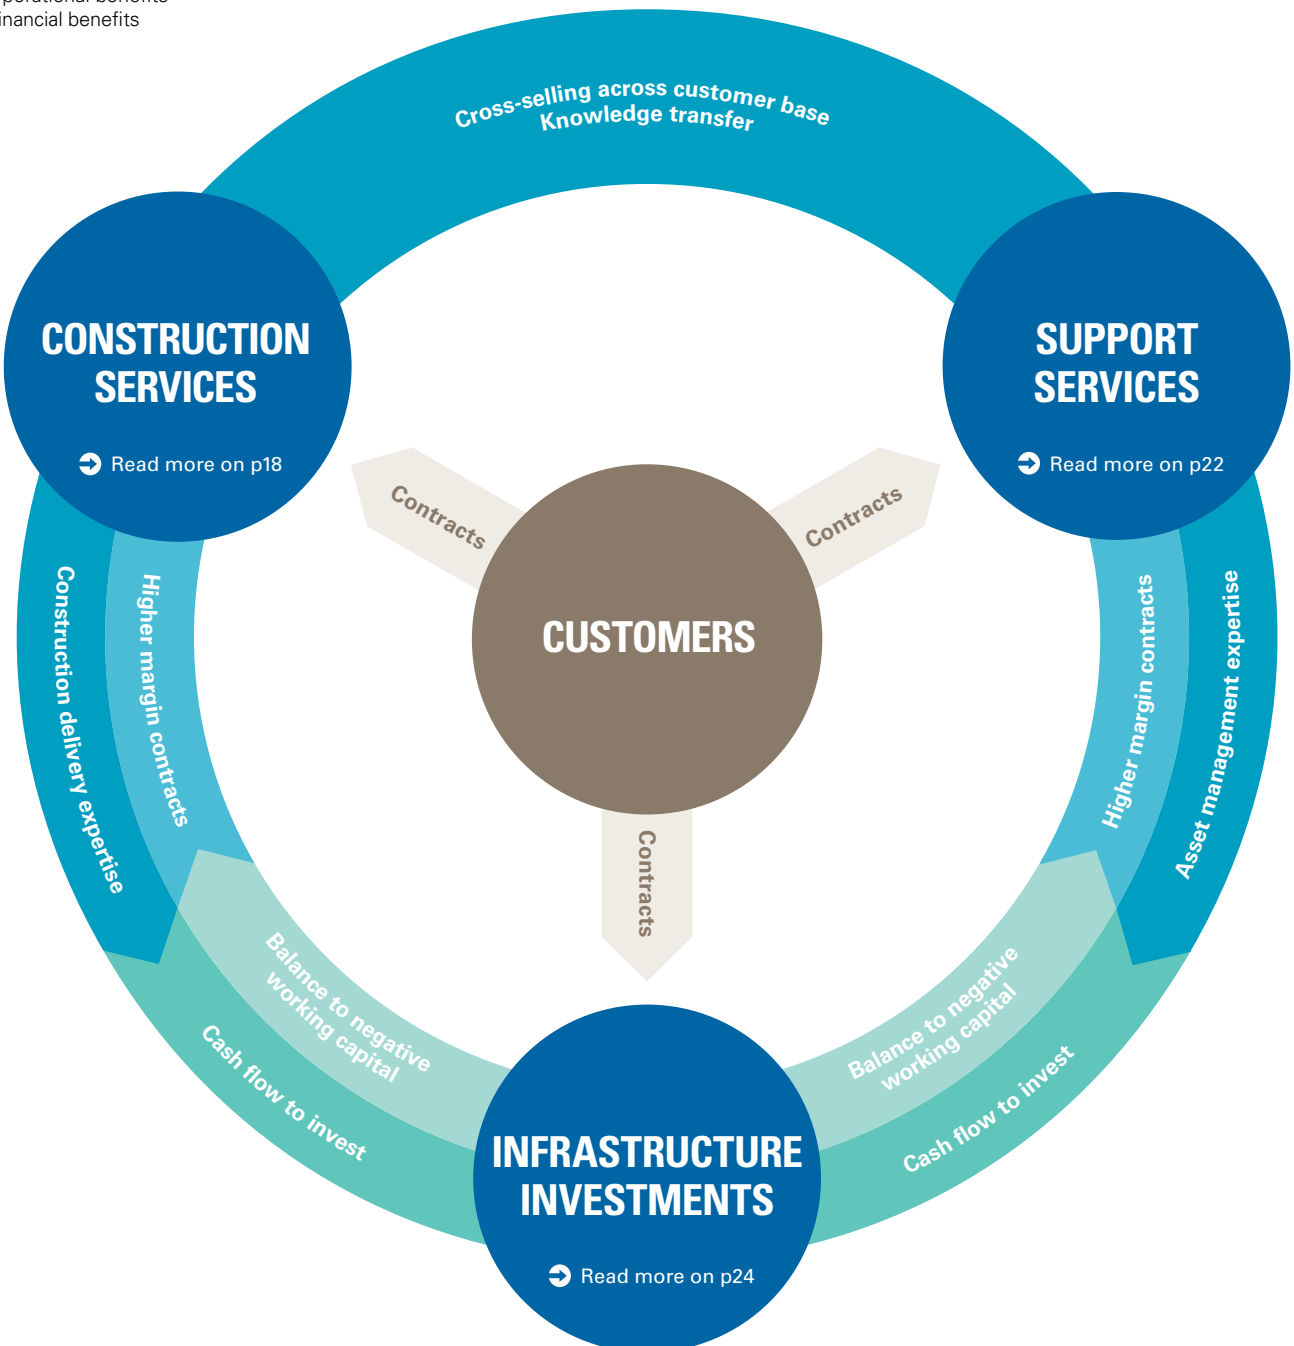 financial benefits
Cross-selling across customer base
Knowledge transfer
CONSTRUCTION
SERVICES
Read more on p18
SUPPORT
SERVICES
Read more on p22
Contracts
Contracts
CUSTOMERS
Contracts
Construction delivery expertise
Higher margin contracts
Higher margin contracts
Asset management expertise
Balance to negative
working capital
Cash flow to invest
Balance to negative
working capital
Cash flow to invest
INFRASTRUCTURE
INVESTMENTS
Read more on p24